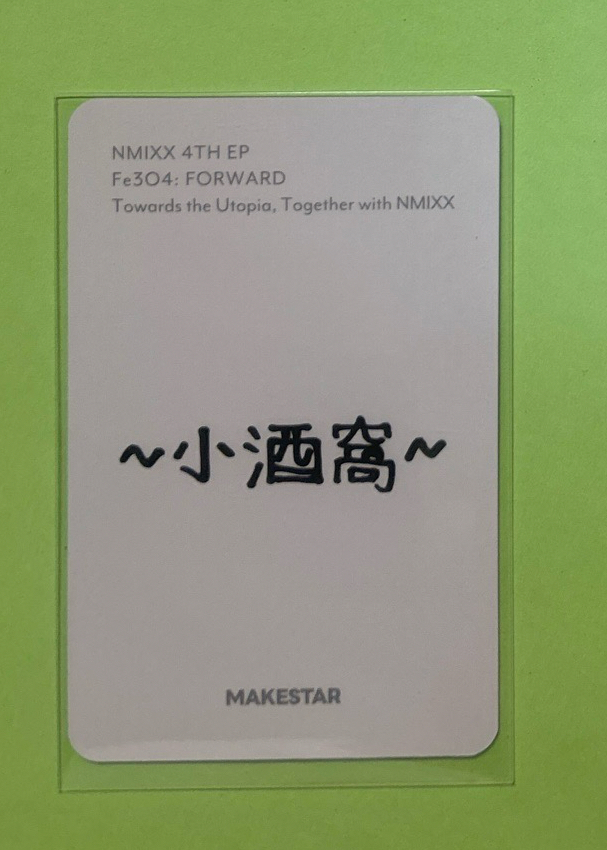 NMIXX 4TH EP
Fe3O4: FORWARD
Towards the Utopia, Together with NMIXX
~小酒窩~
MAKESTAR